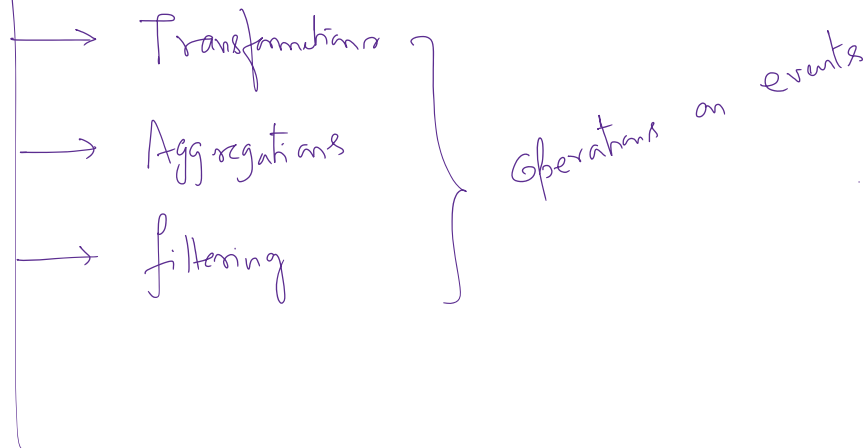 Transformations
Aggregations
filtering
Operations on events